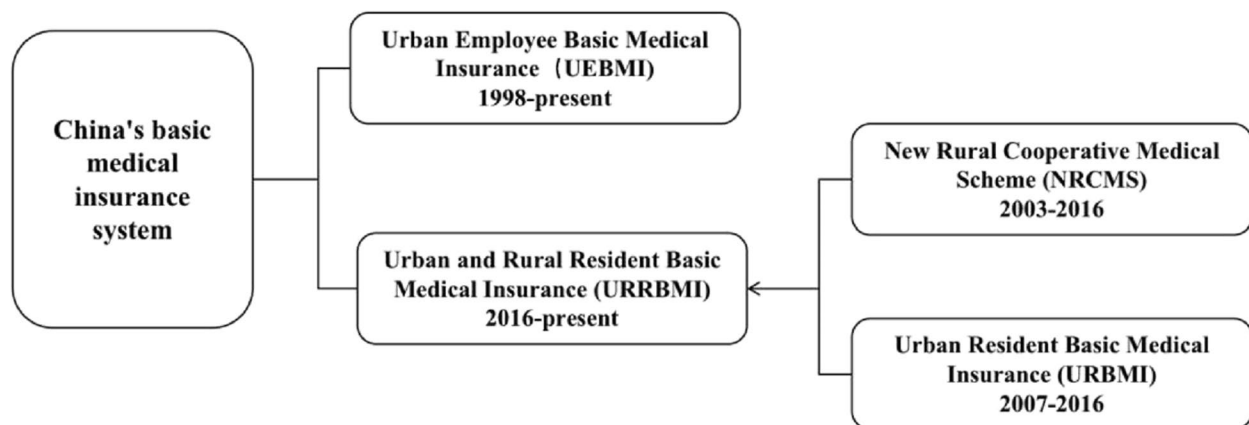 China's basic
medical
insurance
system
Urban Employee Basic Medical
Insurance（UEBMI)
1998-present
Urban and Rural Resident Basic
Medical Insurance (URRBMI)
2016-present
New Rural Cooperative Medical
Scheme (NRCMS)
2003-2016
Urban Resident Basic Medical
Insurance (URBMI)
2007-2016